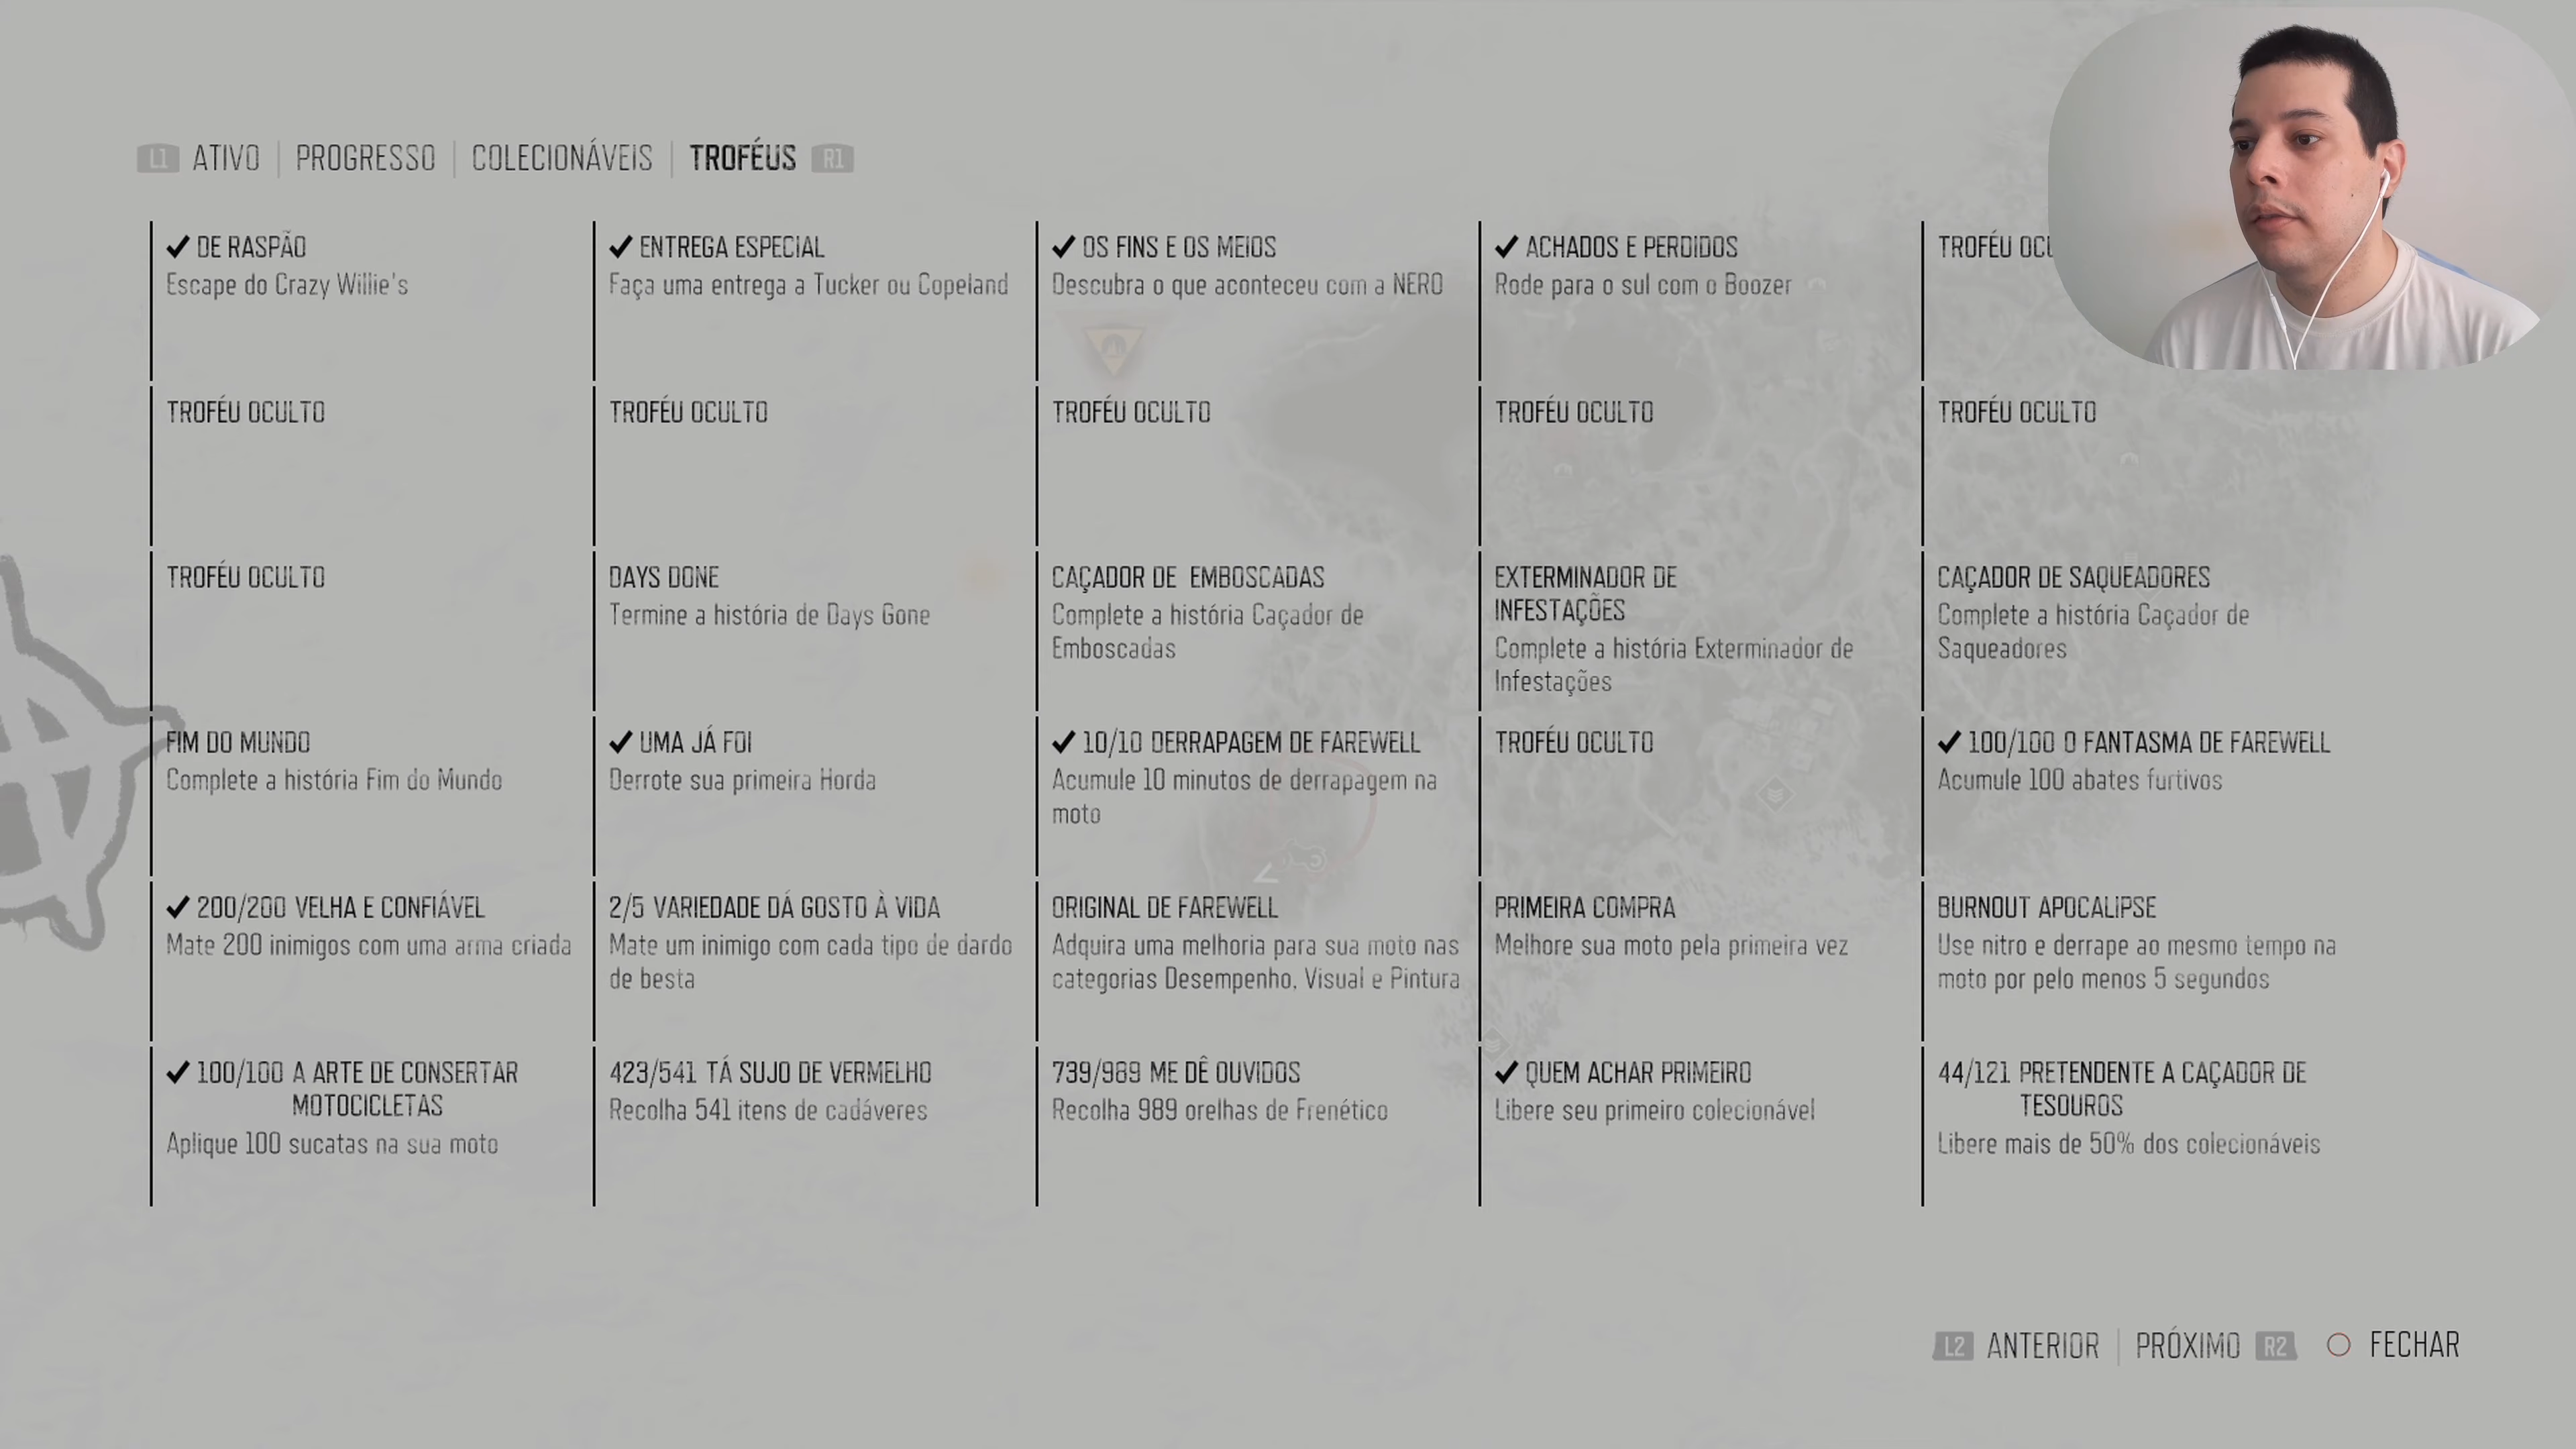 L1 ATIVO PROGRESSO COLECIONÁVEIS TROFÉUS R1
✓ DE RASPÃO
Escape do Crazy Willie's
✓ ENTREGA ESPECIAL
Faça uma entrega a Tucker ou Copeland
✓ OS FINS E OS MEIOS
Descubra o que aconteceu com a NERO
✓ ACHADOS E PERDIDOS
Rode para o sul com o Boozer
TROFÉU
TROFÉU OCULTO
TROFÉU OCULTO
TROFÉU OCULTO
TROFÉU OCULTO
TROFÉU OCULTO
TROFÉU OCULTO
DAYS DONE
Termine a história de Days Gone
CAÇADOR DE EMBOSCADAS
Complete a história Caçador de
Emboscadas
EXTERMINADOR DE
INFESTAÇÕES
Complete a história Exterminador de
Infestações
CAÇADOR DE SAQUEADORES
Complete a história Caçador de
Saqueadores
FIM DO MUNDO
Complete a história Fim do Mundo
✓ UMA JÁ FOI
Derrote sua primeira Horda
✓ 10/10 DERRAPAGEM DE FAREWELL
Acumule 10 minutos de derrapagem na
moto
TROFÉU OCULTO
✓ 100/100 O FANTASMA DE FAREWELL
Acumule 100 abates furtivos
✓ 200/200 VELHA E CONFIÁVEL
Mate 200 inimigos com uma arma criada
2/5 VARIEDADE DÁ GOSTO À VIDA
Mate um inimigo com cada tipo de dardo
de besta
ORIGINAL DE FAREWELL
Adquira uma melhoria para sua moto nas
categorias Desempenho, Visual e Pintura
PRIMEIRA COMPRA
Melhore sua moto pela primeira vez
BURNOUT APOCALIPSE
Use nitro e derrape ao mesmo tempo na
moto por pelo menos 5 segundos
✓ 100/100 A ARTE DE CONSERTAR
MOTOCICLETAS
Aplique 100 sucatas na sua moto
423/541 TÁ SUJO DE VERMELHO
Recolha 541 itens de cadáveres
739/989 ME DÊ OUVIDOS
Recolha 989 orelhas de Frenético
✓ QUEM ACHAR PRIMEIRO
Libere seu primeiro colecionável
44/121 PRETENDENTE A CAÇADOR DE
TESOUROS
Libere mais de 50% dos colecionáveis
L2 ANTERIOR PRÓXIMO R2 FECHAR